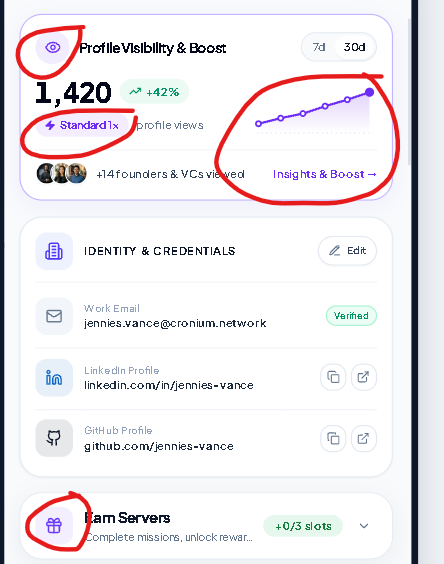 Profile Visibility & Boost
7d 30d
1,420 +42%
Standard 1x profile views
+14 founders & VCs viewed Insights & Boost →
IDENTITY & CREDENTIALS Edit
Work Email
jennies.vance@cronium.network Verified
LinkedIn Profile
linkedin.com/in/jennies-vance
GitHub Profile
github.com/jennies-vance
Earn Servers
+0/3 slots
Complete missions, unlock rewar...